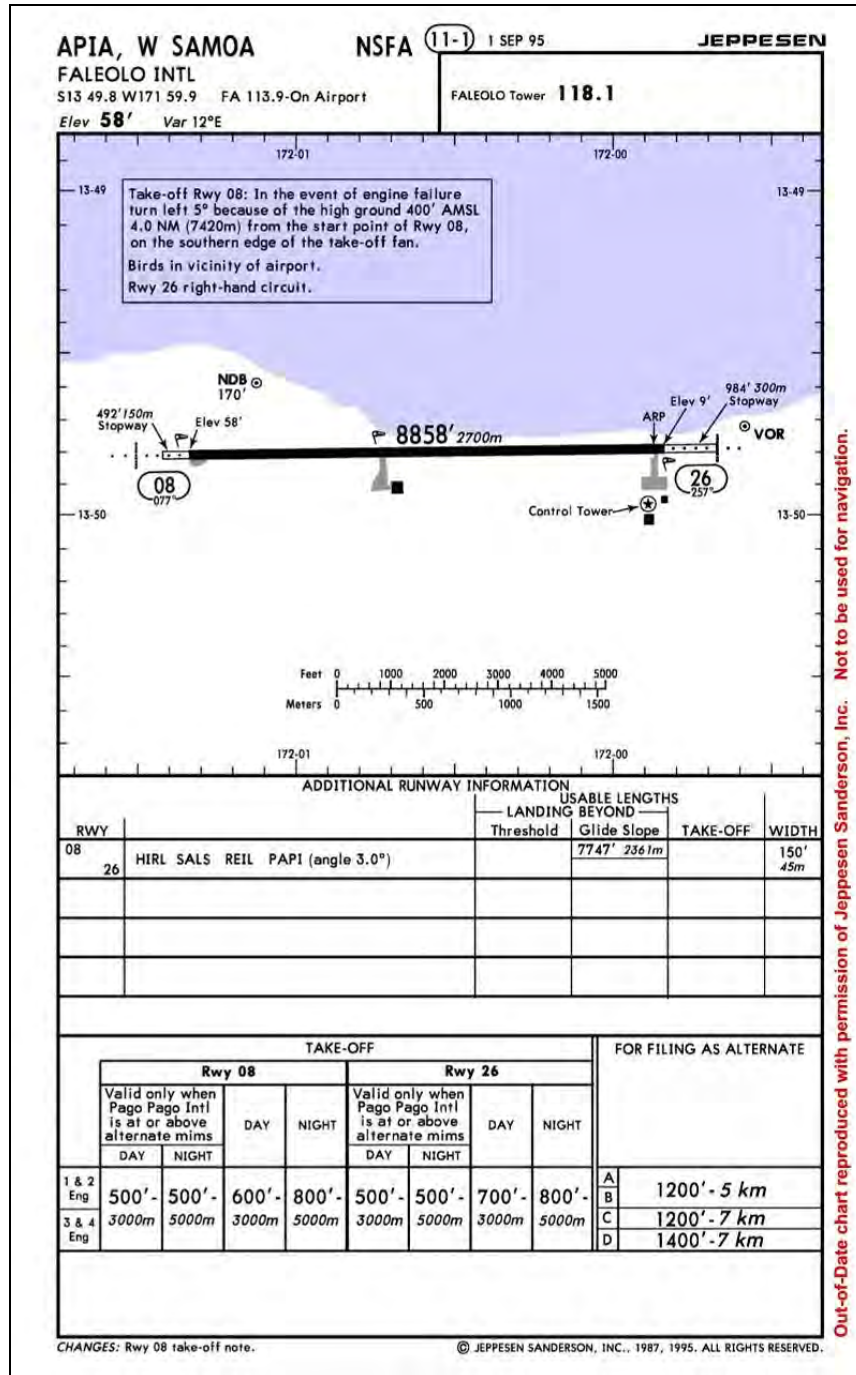 APIA, W SAMOA NSFA 11-1 1 SEP 95 JEPPESEN
FALEOLO INTL
S13 49.8 W171 59.9 FA 113.9-On Airport
Elev 58' Var 12°E
FALEOLO Tower 118.1
172-01 172-00
13-49 13-49
Take-off Rwy 08: In the event of engine failure
turn left 5° because of the high ground 400' AMSL
4.0 NM (7420m) from the start point of Rwy 08,
on the southern edge of the take-off fan.
Birds in vicinity of airport.
Rwy 26 right-hand circuit.
NDB
170'
492' 150m
Stopway
Elev 58'
8858' 2700m
ARP
Elev 9'
984' 300m
Stopway
VOR
08
077°
26
257°
Control Tower
13-50 13-50
Feet 0 1000 2000 3000 4000 5000
Meters 0 500 1000 1500
172-01 172-00
ADDITIONAL RUNWAY INFORMATION
USABLE LENGTHS
LANDING BEYOND
RWY Threshold Glide Slope TAKE-OFF WIDTH
08 26 HIRL SALS REIL PAPI (angle 3.0°) 7747' 2361m 150' 45m
TAKE-OFF
FOR FILING AS ALTERNATE
Rwy 08 Rwy 26
Valid only when
Pago Pago Intl
is at or above
alternate mims
DAY NIGHT
DAY NIGHT
Valid only when
Pago Pago Intl
is at or above
alternate mims
DAY NIGHT
DAY NIGHT
1 & 2
Eng
3 & 4
Eng
500'- 500'- 600'- 800'- 500'- 500'- 700'- 800'-
3000m 5000m 3000m 5000m 3000m 5000m 3000m 5000m
A
B
1200'-5 km
C 1200'-7 km
D 1400'-7 km
CHANGES: Rwy 08 take-off note. © JEPPESEN SANDERSON, INC., 1987, 1995. ALL RIGHTS RESERVED.
Out-of-Date chart reproduced with permission of Jeppesen Sanderson, Inc. Not to be used for navigation.